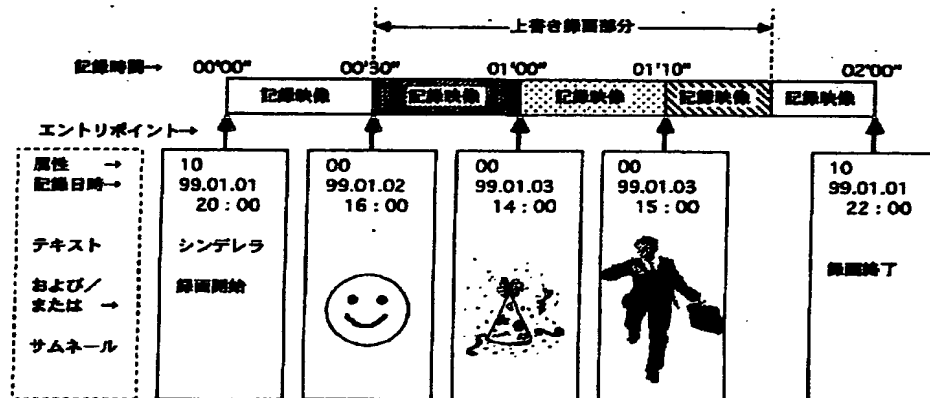 上書き録画部分
記録時間→ 00'00" 00'30" 01'00" 01'10" 02'00"
記録映像 記録映像 記録映像 記録映像 記録映像
エントリポイント→
属性 → 10 00 00 00 10
記録日時→ 99.01.01 99.01.02 99.01.03 99.01.03 99.01.01
20:00 16:00 14:00 15:00 22:00
テキスト シンデレラ
および/ 録画開始 録画終了
または →
サムネール